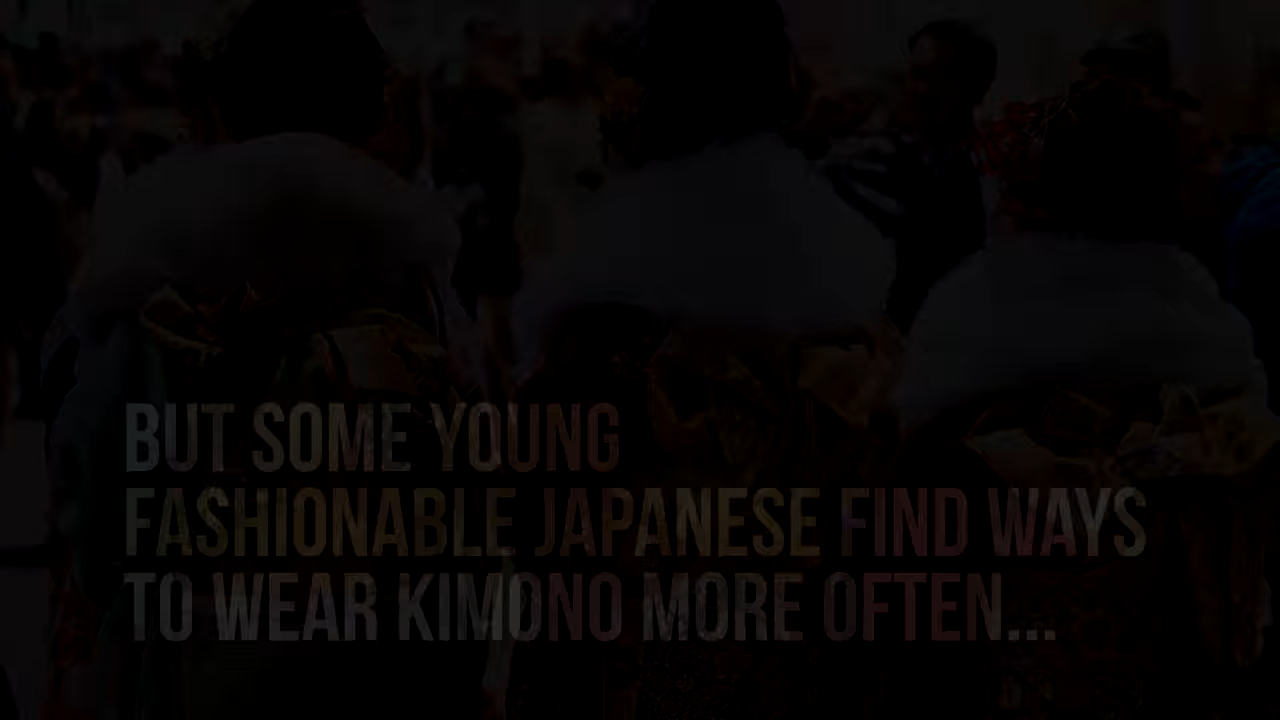 BUT SOME YOUNG
FASHIONABLE JAPANESE FIND WAYS
TO WEAR KIMONO MORE OFTEN...